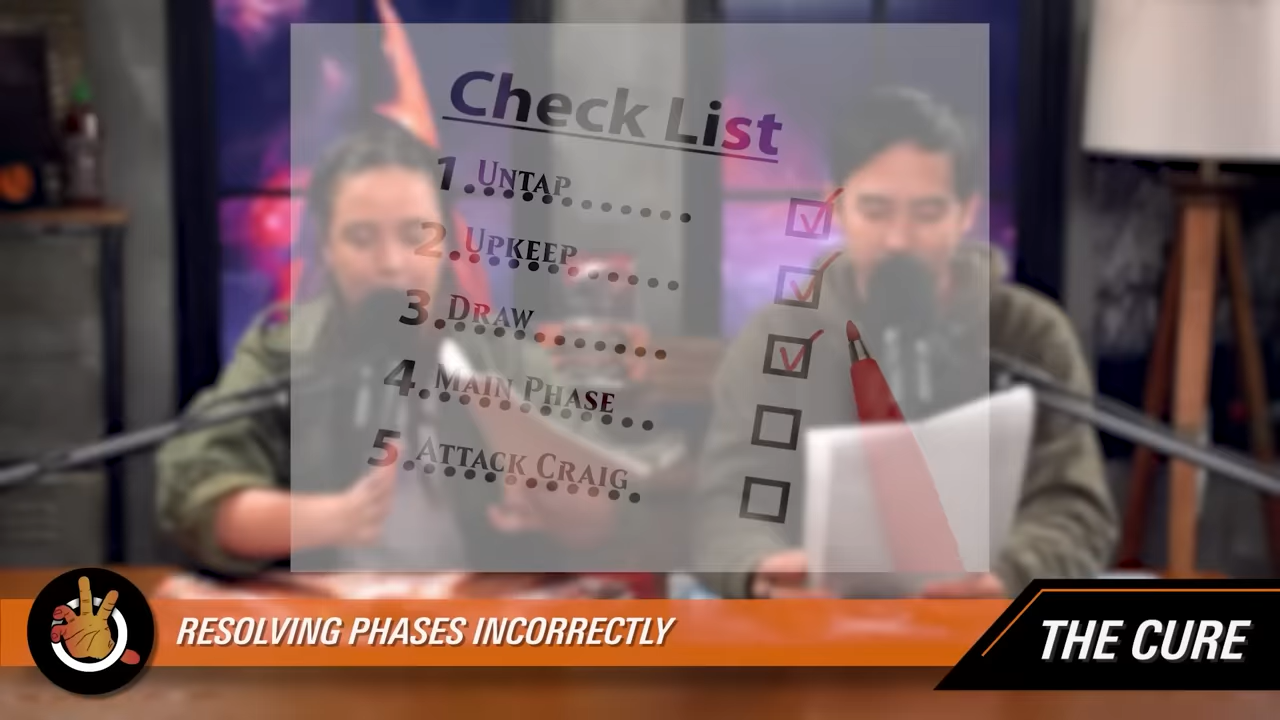 Check List
1. UNTAP
2. UPKEEP
3. DRAW
4. MAIN PHASE
5. ATTACK CRAIG
RESOLVING PHASES INCORRECTLY
THE CURE